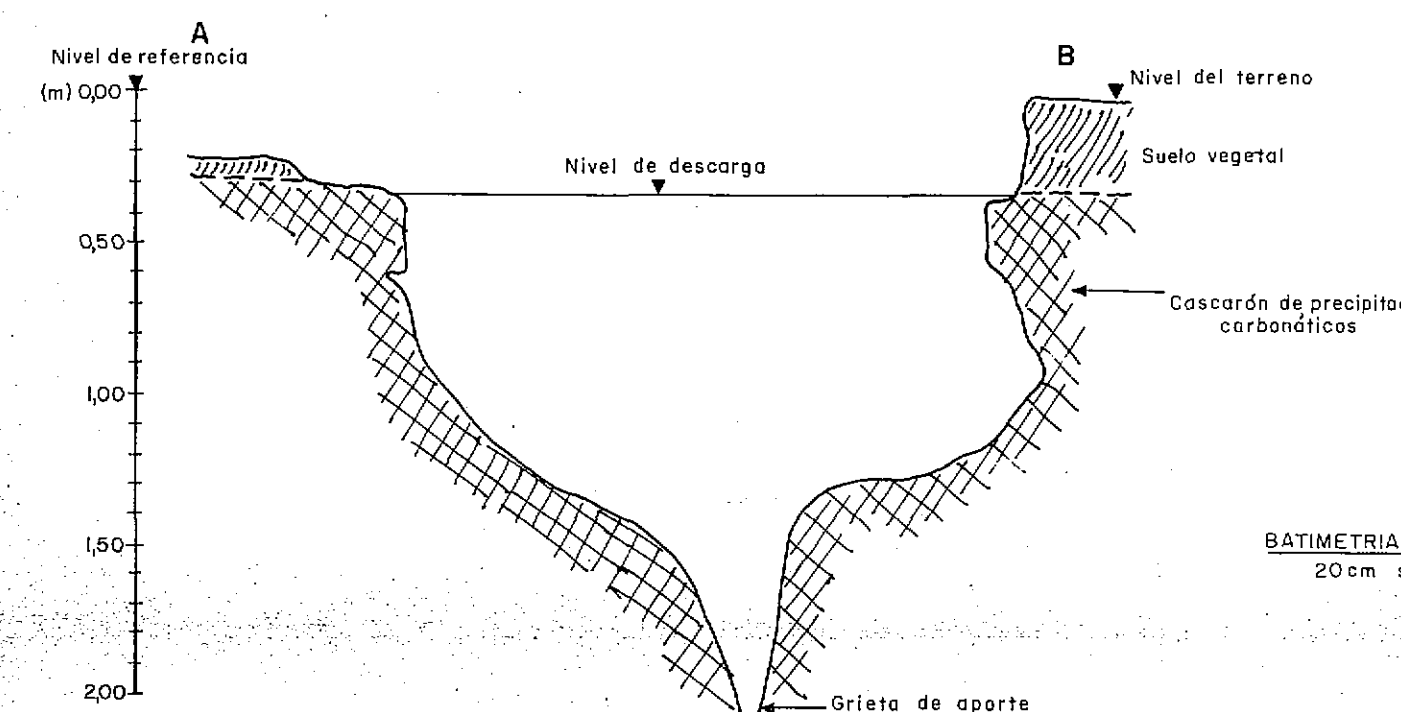 A
Nivel de referencia
(m) 0,00
B
Nivel del terreno
Suelo vegetal
Nivel de descarga
0,50
Cascarón de precipita
carbonáticos
1,00
1,50
BATIMETRIA
20 cm
2,00
Grieta de aporte